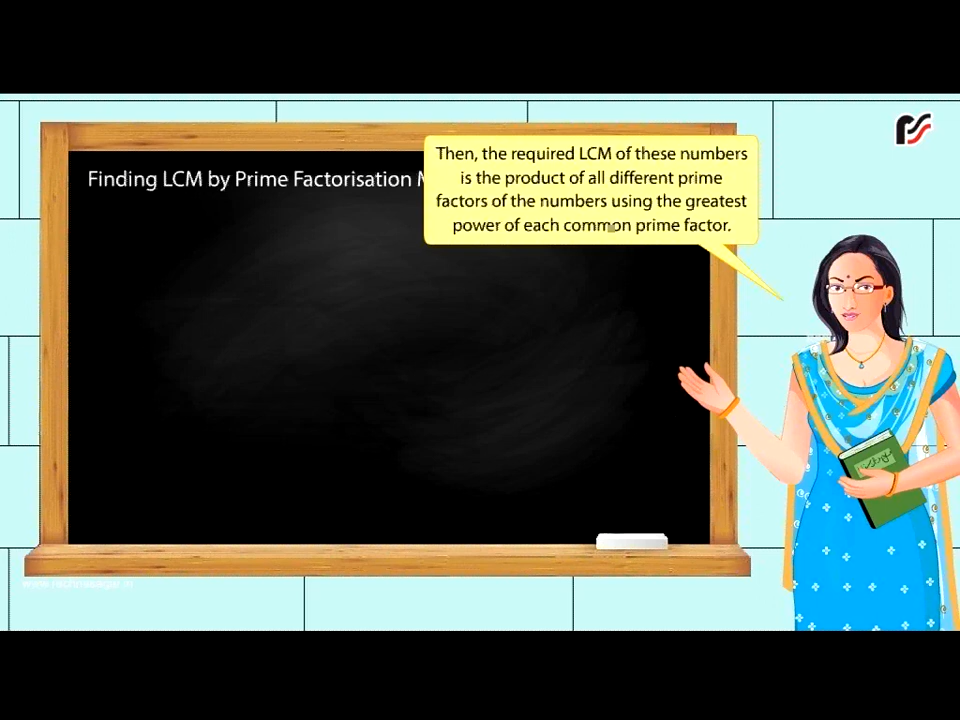 Then, the required LCM of these numbers
is the product of all different prime
factors of the numbers using the greatest
power of each common prime factor.
Finding LCM by Prime Factorisation